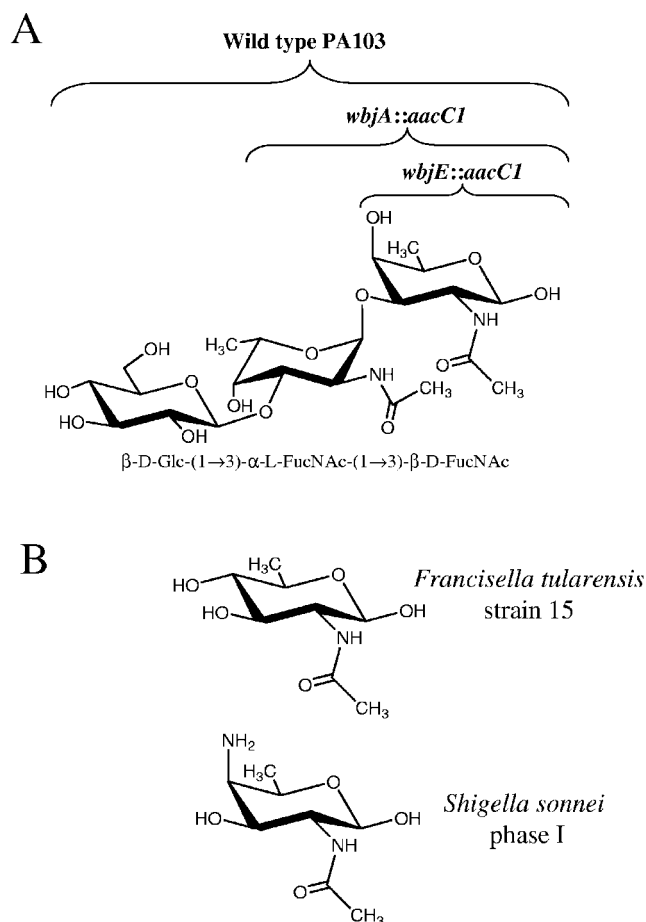 A
Wild type PA103
wbjA::aacC1
wbjE::aacC1
OH
H₃C
O
OH
O
NH
O
CH₃
H₃C
O
OH
NH
O
CH₃
OH
O
HO
HO
OH
O
β-D-Glc-(1→3)-α-L-FucNAc-(1→3)-β-D-FucNAc
B
H₃C
O
HO
HO
OH
NH
O
CH₃
Francisella tularensis
strain 15
NH₂
H₃C
O
HO
OH
NH
O
CH₃
Shigella sonnei
phase I